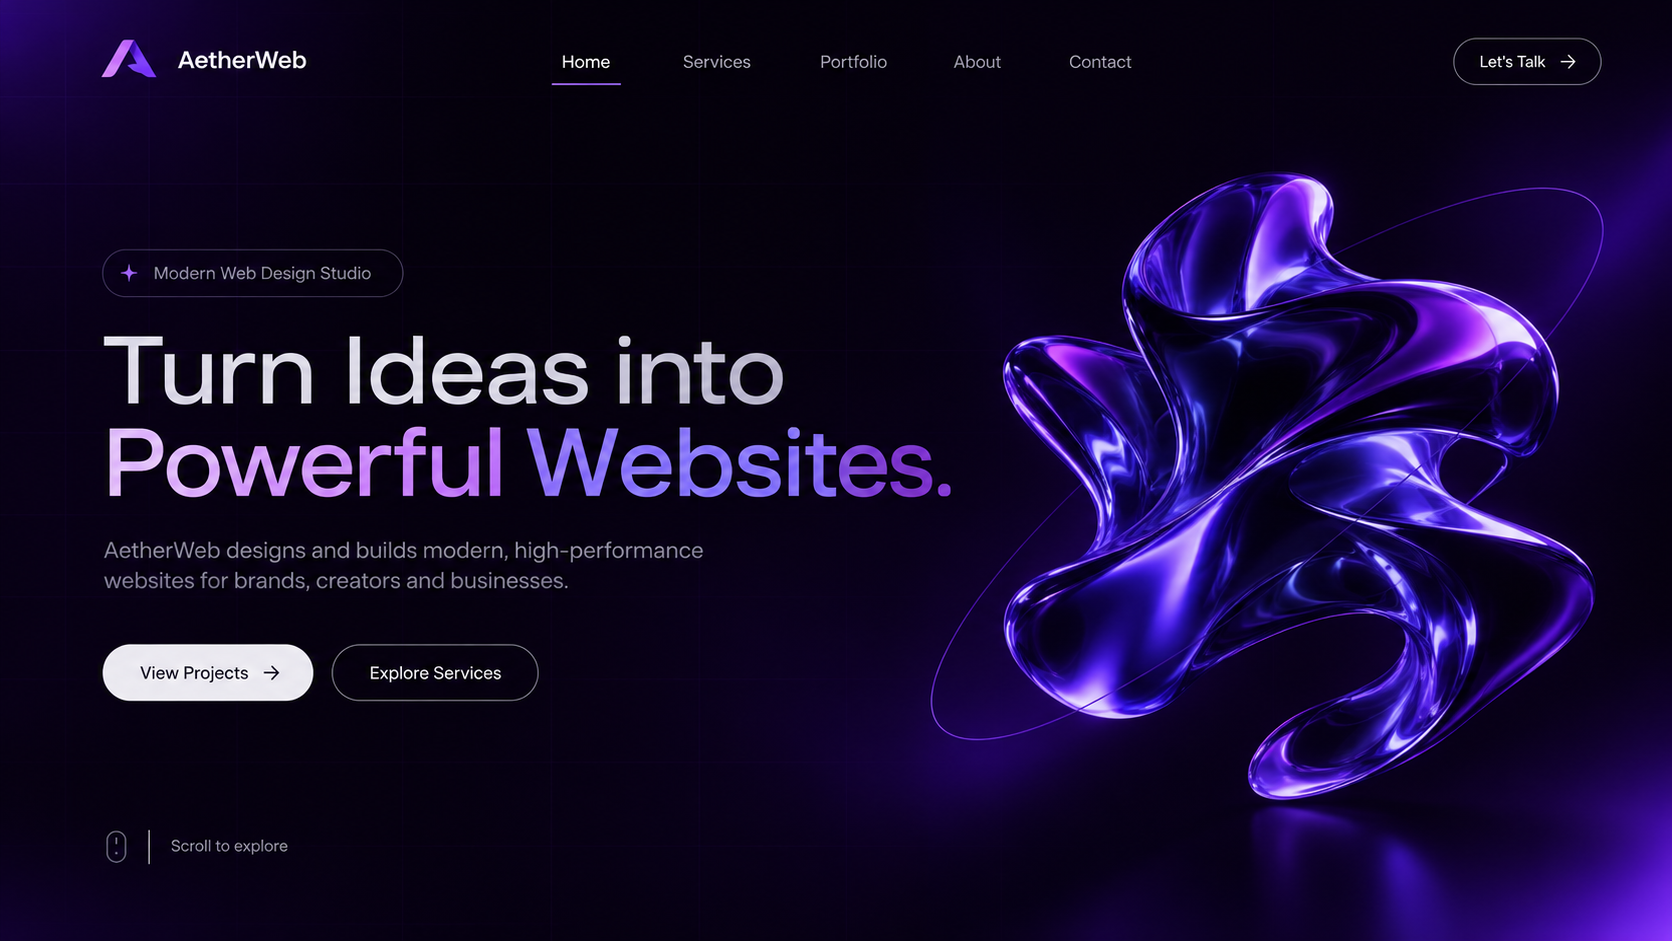 AetherWeb
Home
Services
Portfolio
About
Contact
Let's Talk
Modern Web Design Studio
Turn Ideas into
Powerful Websites.
AetherWeb designs and builds modern, high-performance
websites for brands, creators and businesses.
View Projects
Explore Services
Scroll to explore